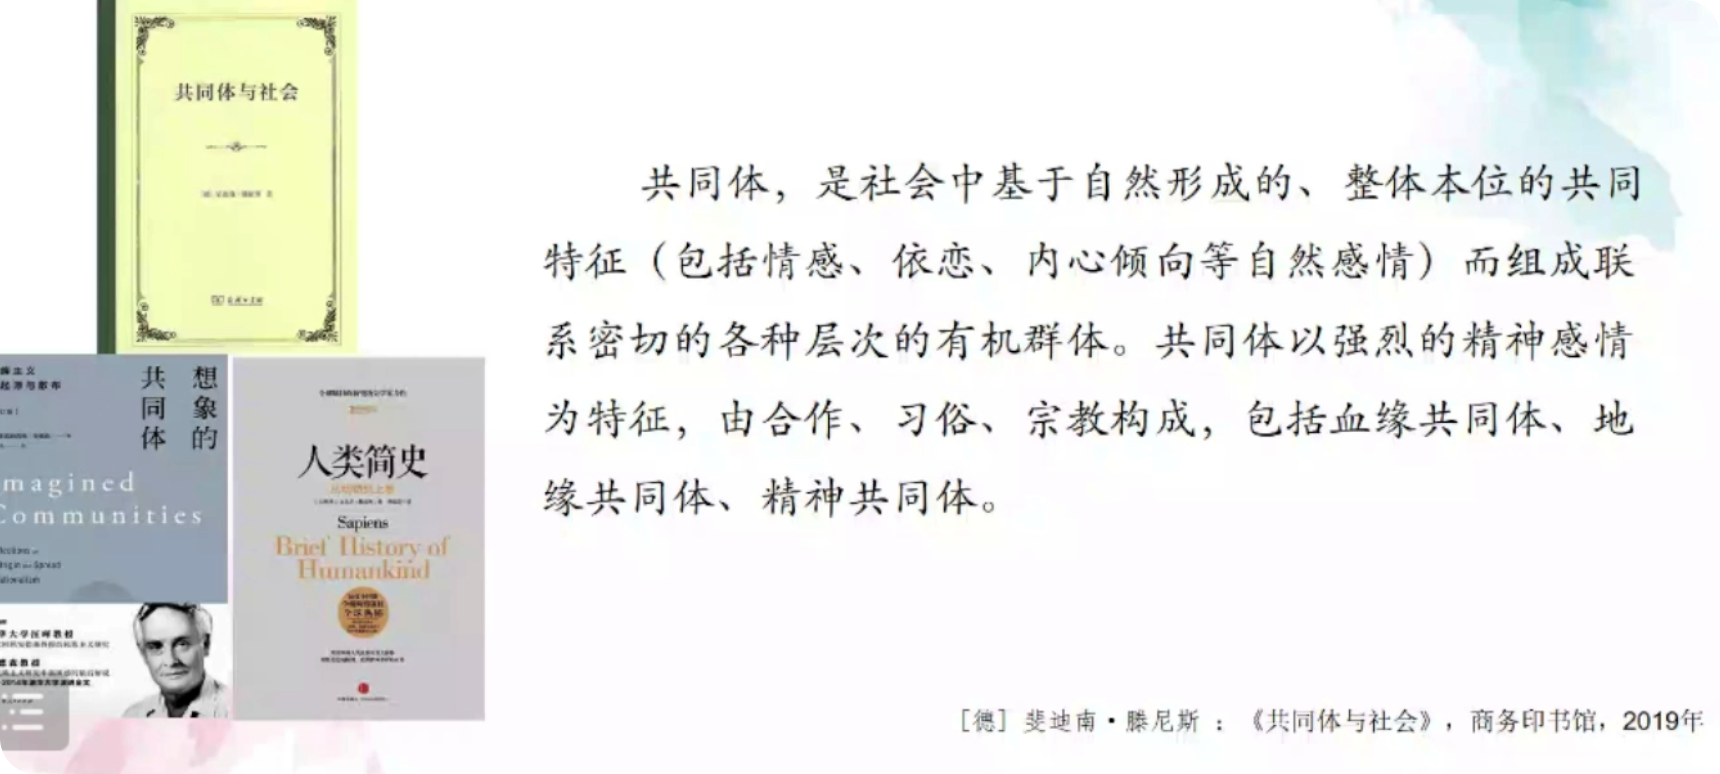 共同体与社会
共同体，是社会中基于自然形成的、整体本位的共同
特征（包括情感、依恋、内心倾向等自然感情）而组成联
系密切的各种层次的有机群体。共同体以强烈的精神感情
为特征，由合作、习俗、宗教构成，包括血缘共同体、地
缘共同体、精神共同体。
想象的
共同体
起源与散布
magined
Communities
人类简史
Sapiens
Brief History of
Humankind
［德］斐迪南·滕尼斯 ：《共同体与社会》，商务印书馆，2019年